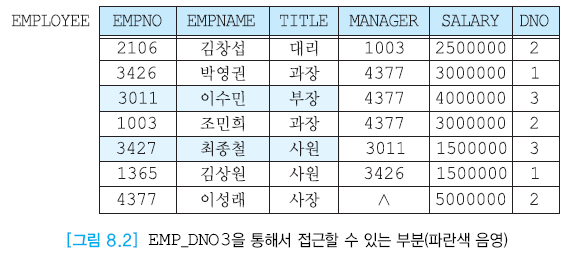 EMPLOYEE EMPNO EMPNAME TITLE MANAGER SALARY DNO
2106 김창섭 대리 1003 2500000 2
3426 박영권 과장 4377 3000000 1
3011 이수민 부장 4377 4000000 3
1003 조민희 과장 4377 3000000 2
3427 최종철 사원 3011 1500000 3
1365 김상원 사원 3426 1500000 1
4377 이성래 사장 ∧ 5000000 2
[그림 8.2] EMP_DNO3을 통해서 접근할 수 있는 부분(파란색 음영)